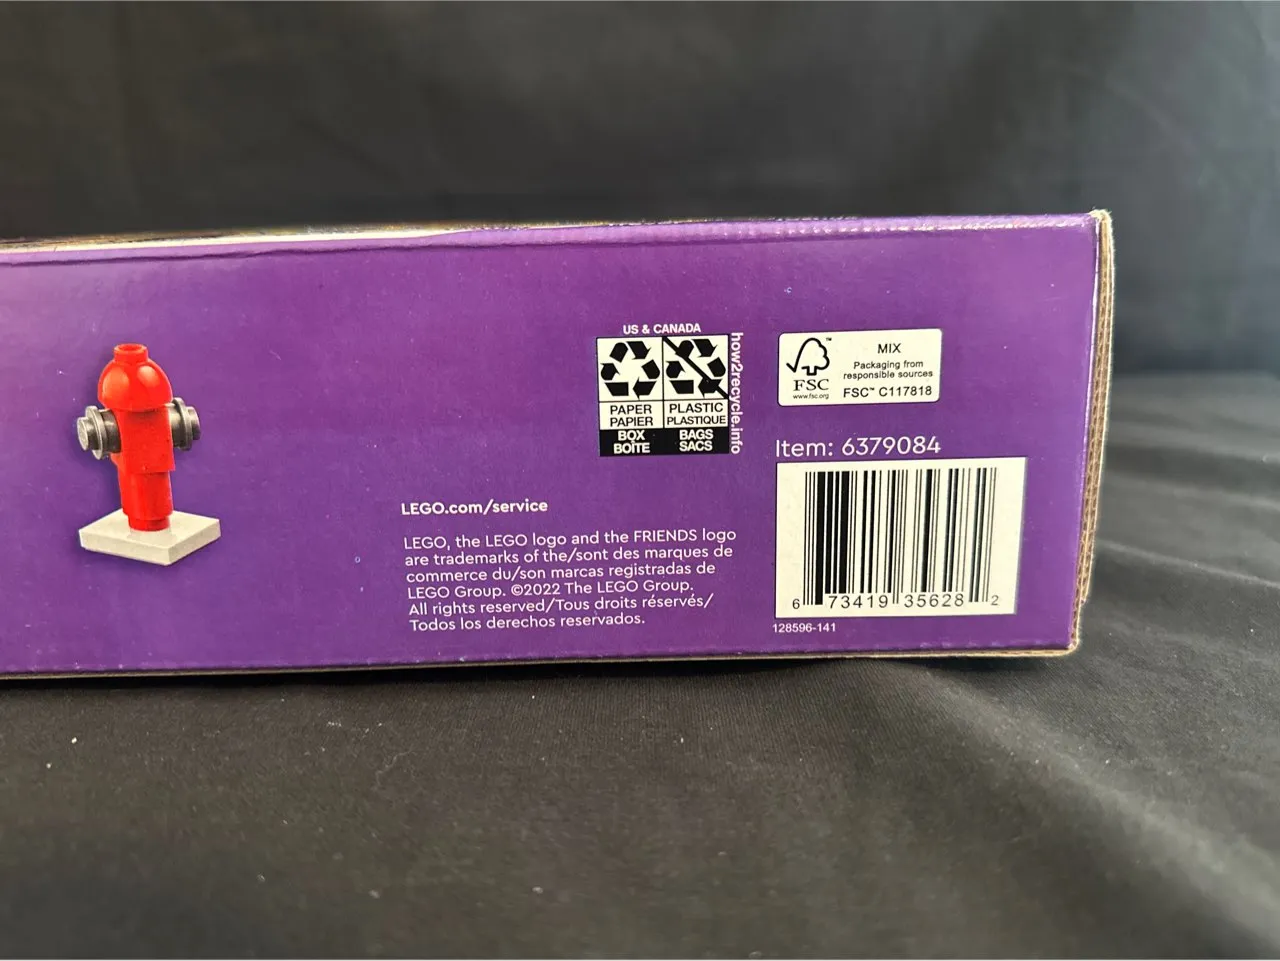 US & CANADA
PAPER
PAPIER
BOX
BOÎTE
PLASTIC
PLASTIQUE
BAGS
SACS
how2recycle.info
FSC™
www.fsc.org
MIX
Packaging from
responsible sources
FSC™ C117818
Item: 6379084
6 73419 35628 2
128596-141
LEGO.com/service
LEGO, the LEGO logo and the FRIENDS logo
are trademarks of the/sont des marques de
commerce du/son marcas registradas de
LEGO Group. ©2022 The LEGO Group.
All rights reserved/Tous droits réservés/
Todos los derechos reservados.